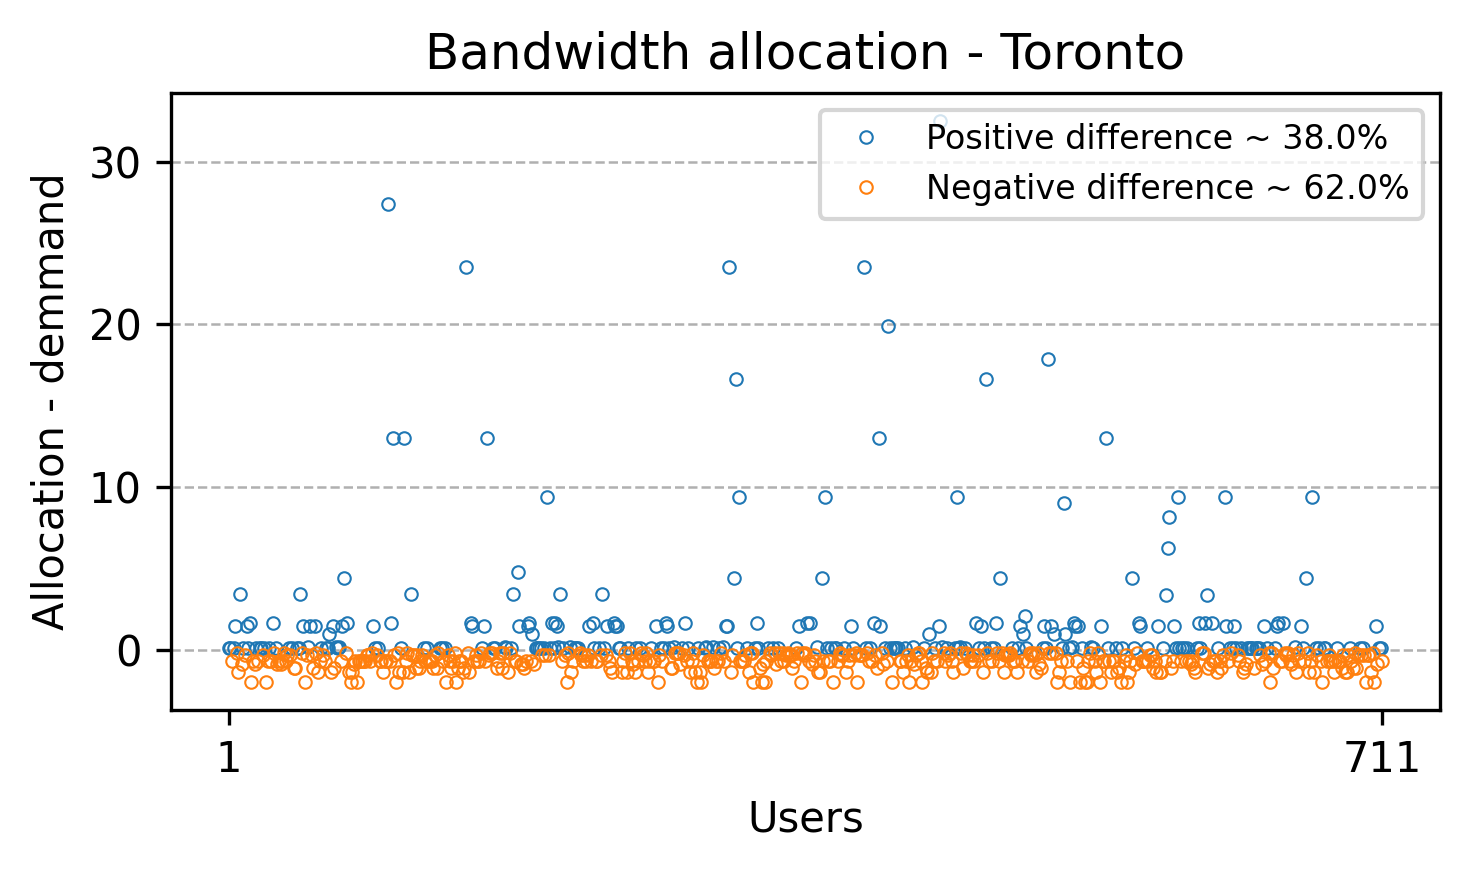 Bandwidth allocation - Toronto
Positive difference ~ 38.0%
Negative difference ~ 62.0%
Allocation - demmand
30
20
10
0
1
711
Users